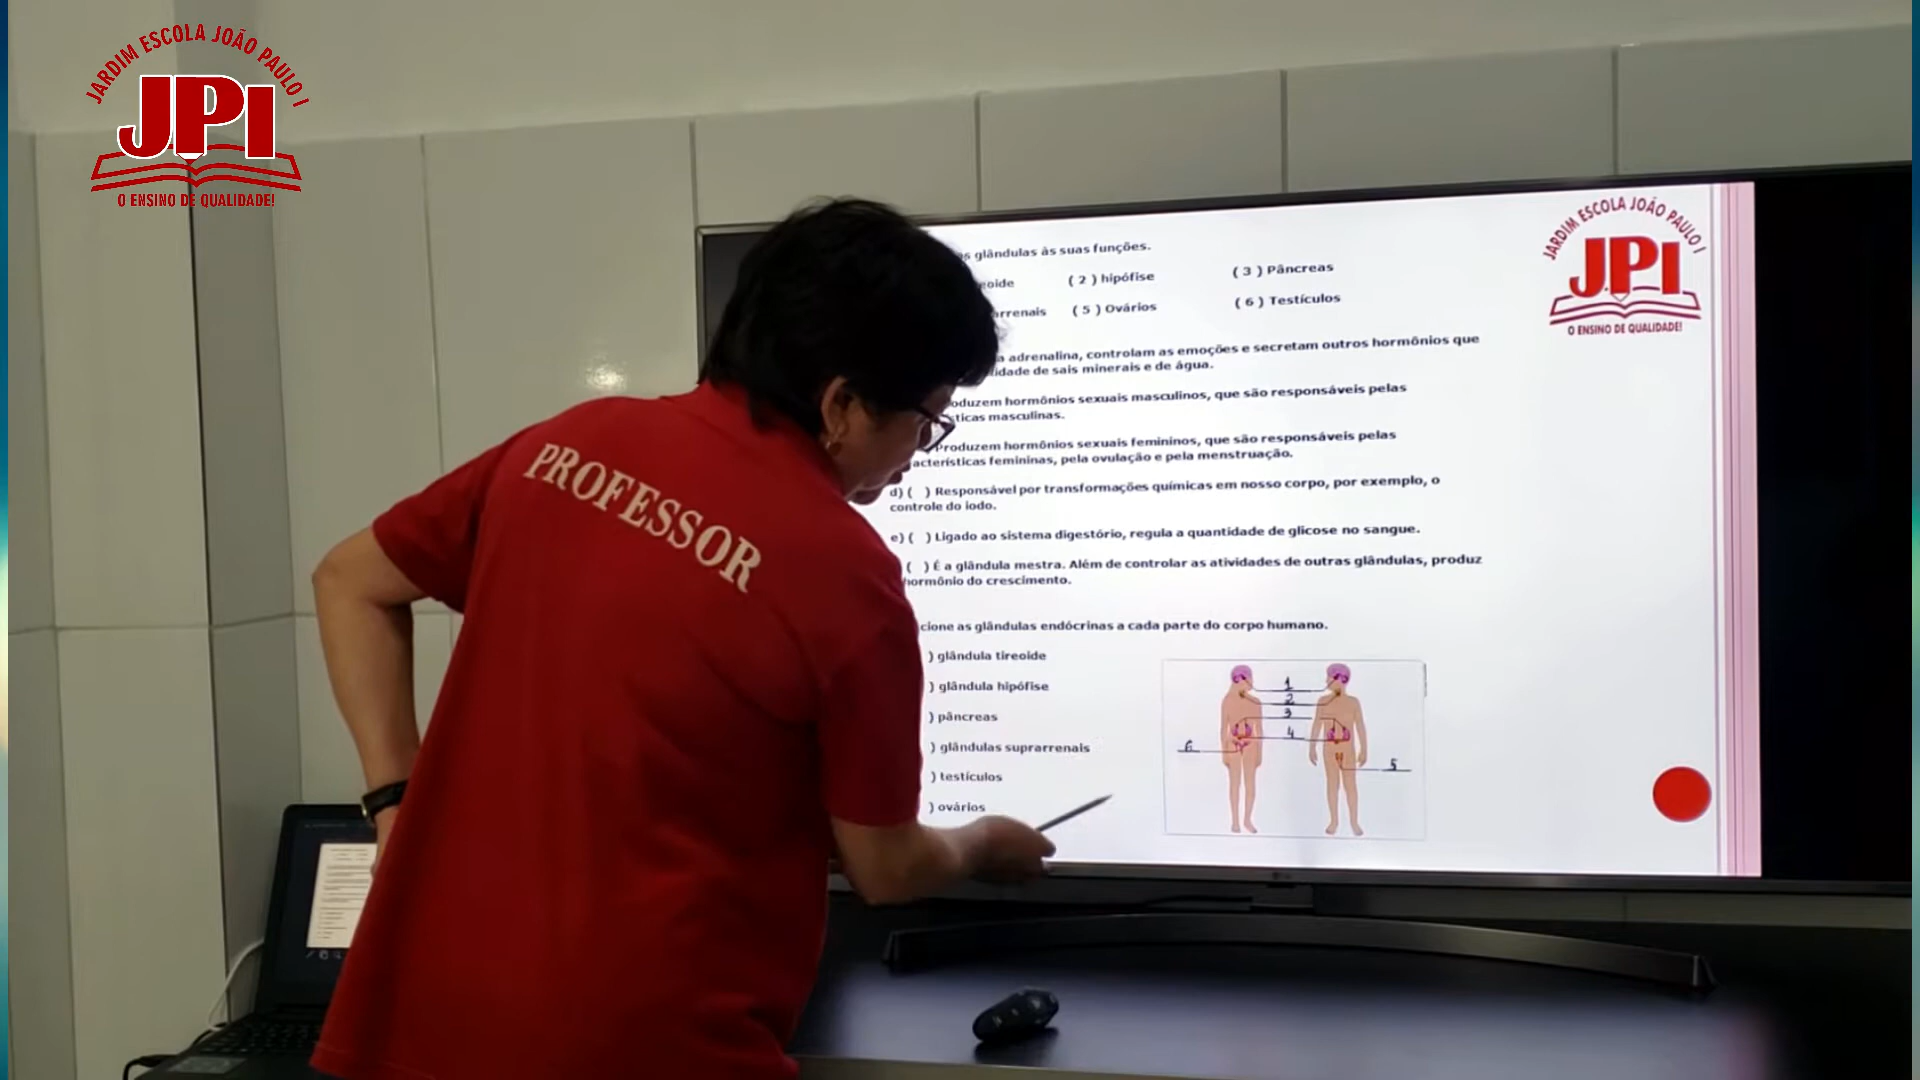 JARDIM ESCOLA JOÃO PAULO I
JPI
O ENSINO DE QUALIDADE!
PROFESSOR
JARDIM ESCOLA JOÃO PAULO I
JPI
O ENSINO DE QUALIDADE!
glândulas às suas funções.
( 2 ) hipófise ( 3 ) Pâncreas
( 5 ) Ovários ( 6 ) Testículos
a adrenalina, controlam as emoções e secretam outros hormônios que
de sais minerais e de água.
hormônios sexuais masculinos, que são responsáveis pelas
masculinas.
Produzem hormônios sexuais femininos, que são responsáveis pelas
femininas, pela ovulação e pela menstruação.
d) ( ) Responsável por transformações químicas em nosso corpo, por exemplo, o
controle do iodo.
e) ( ) Ligado ao sistema digestório, regula a quantidade de glicose no sangue.
( ) É a glândula mestra. Além de controlar as atividades de outras glândulas, produz
hormônio do crescimento.
as glândulas endócrinas a cada parte do corpo humano.
) glândula tireoide
) glândula hipófise
) pâncreas
) glândulas suprarrenais
) testículos
) ovários
1
2
3
4
6
5
LG